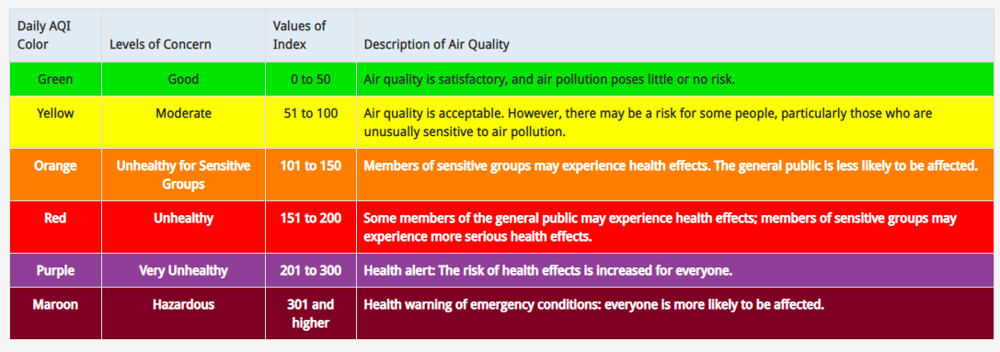 Daily AQI
Color
Levels of Concern
Values of
Index
Description of Air Quality
Green
Good
0 to 50
Air quality is satisfactory, and air pollution poses little or no risk.
Yellow
Moderate
51 to 100
Air quality is acceptable. However, there may be a risk for some people, particularly those who are
unusually sensitive to air pollution.
Orange
Unhealthy for Sensitive
Groups
101 to 150
Members of sensitive groups may experience health effects. The general public is less likely to be affected.
Red
Unhealthy
151 to 200
Some members of the general public may experience health effects; members of sensitive groups may
experience more serious health effects.
Purple
Very Unhealthy
201 to 300
Health alert: The risk of health effects is increased for everyone.
Maroon
Hazardous
301 and
higher
Health warning of emergency conditions: everyone is more likely to be affected.